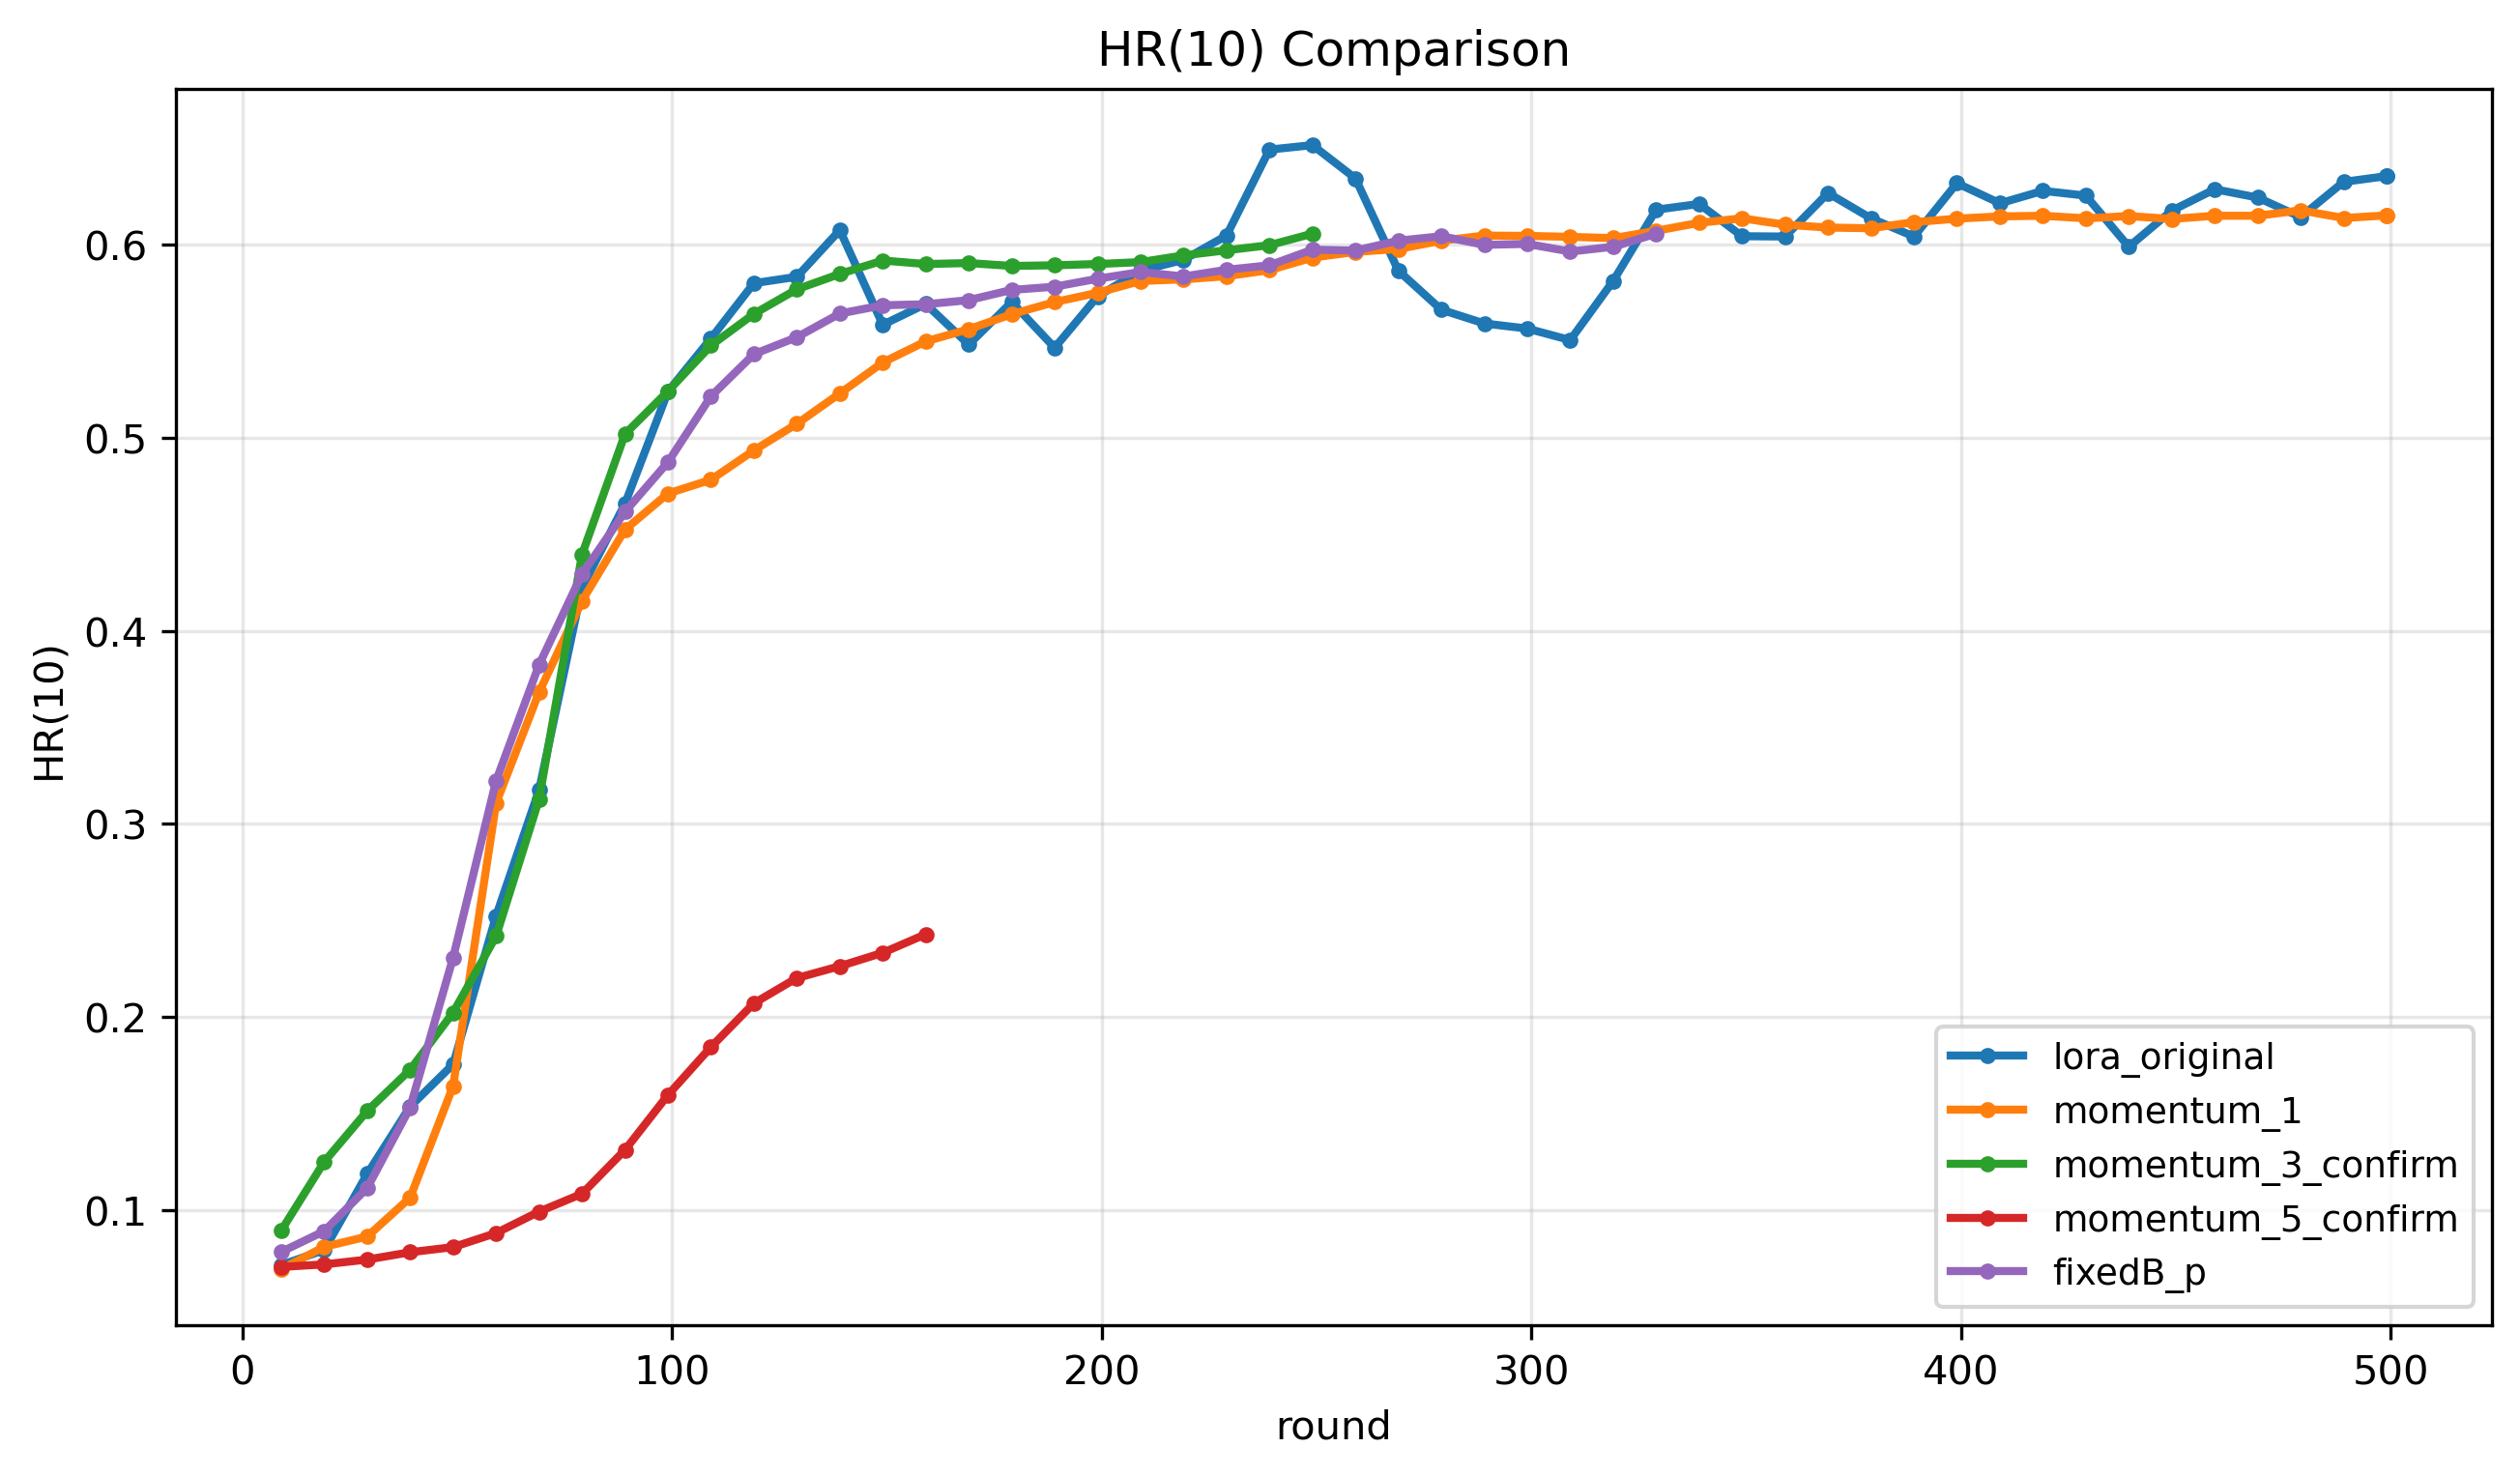 HR(10) Comparison
HR(10)
0.6
0.5
0.4
0.3
0.2
0.1
0 100 200 300 400 500
round
lora_original
momentum_1
momentum_3_confirm
momentum_5_confirm
fixedB_p